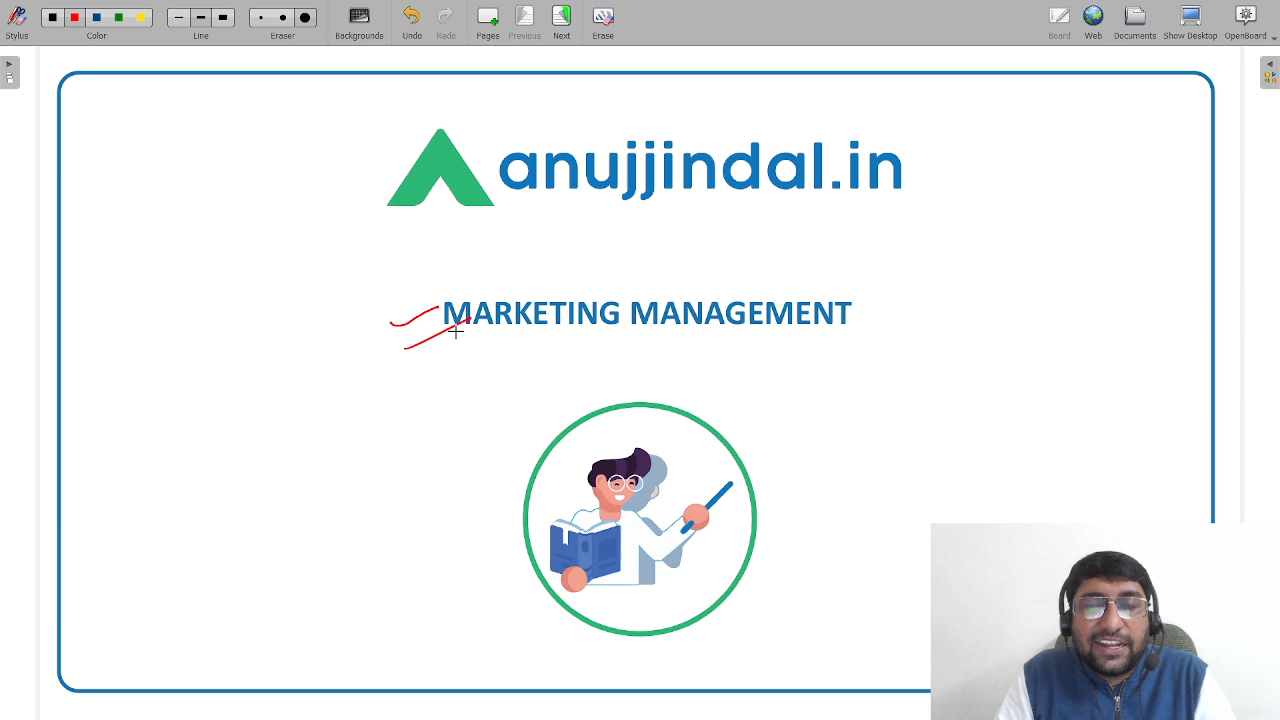 Stylus
Color
Line
Eraser
Backgrounds
Undo
Redo
Pages
Previous
Next
Erase
Board
Web
Documents
Show Desktop
OpenBoard
anujjindal.in
MARKETING MANAGEMENT